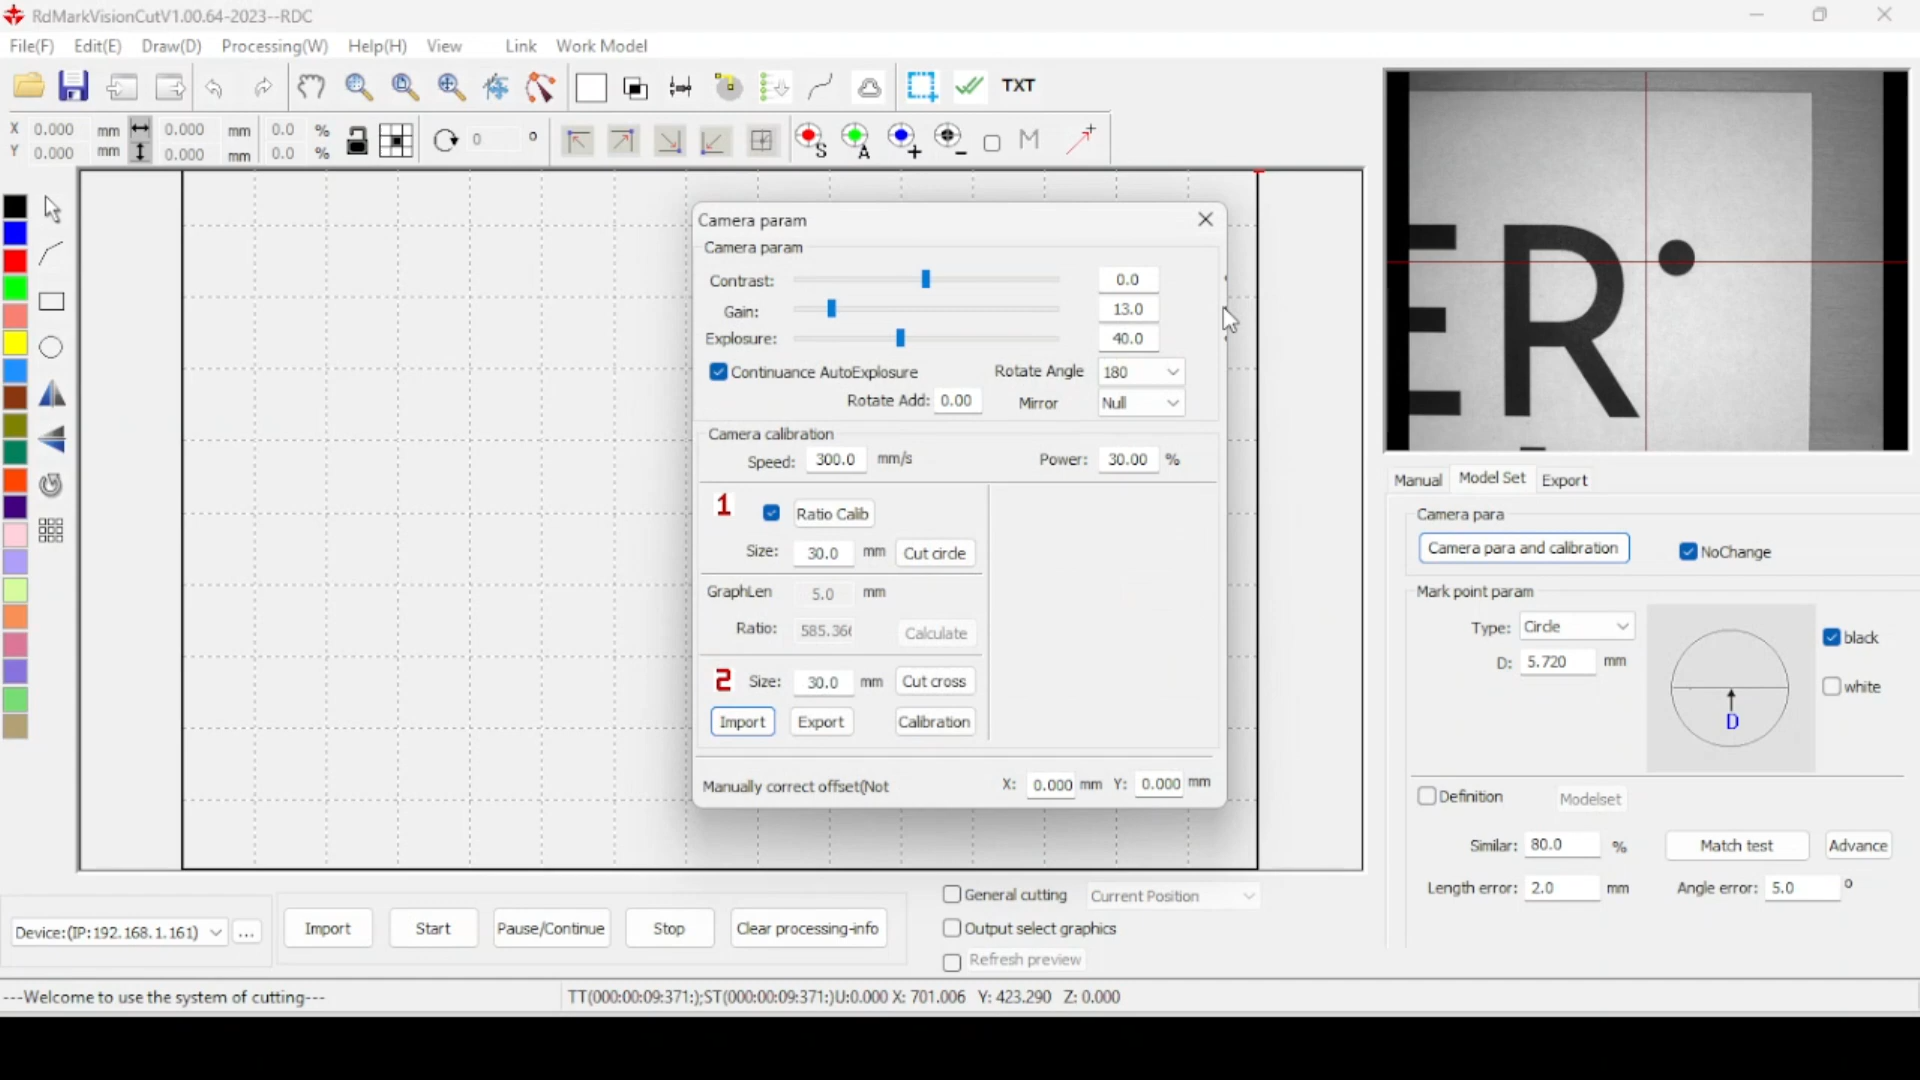 RdMarkVisionCutV1.00.64-2023--RDC
File(F) Edit(E) Draw(D) Processing(W) Help(H) View Link Work Model
TXT
X 0.000 mm 0.000 mm 0.0 % 0 ° S A M
Y 0.000 mm 0.000 mm 0.0 %
Camera param
Camera param
Contrast: 0.0
Gain: 13.0
Explosure: 40.0
Continuance AutoExplosure Rotate Angle 180
Rotate Add: 0.00 Mirror Null
Camera calibration
Speed: 300.0 mm/s Power: 30.00 %
1 Ratio Calib
Size: 30.0 mm Cut circle
GraphLen 5.0 mm
Ratio: 585.36 Calculate
2 Size: 30.0 mm Cut cross
Import Export Calibration
Manually correct offset(Not X: 0.000 mm Y: 0.000 mm
ER
Manual Model Set Export
Camera para
Camera para and calibration NoChange
Mark point param
Type: Circle black
D: 5.720 mm
white
D
Definition Modelset
Similar: 80.0 % Match test Advance
Length error: 2.0 mm Angle error: 5.0 °
Device:(IP:192.168.1.161) ... Import Start Pause/Continue Stop Clear processing-info
General cutting Current Position
Output select graphics
Refresh preview
---Welcome to use the system of cutting--- TT(000:00:09:371:);ST(000:00:09:371:)U:0.000 X: 701.006 Y: 423.290 Z: 0.000